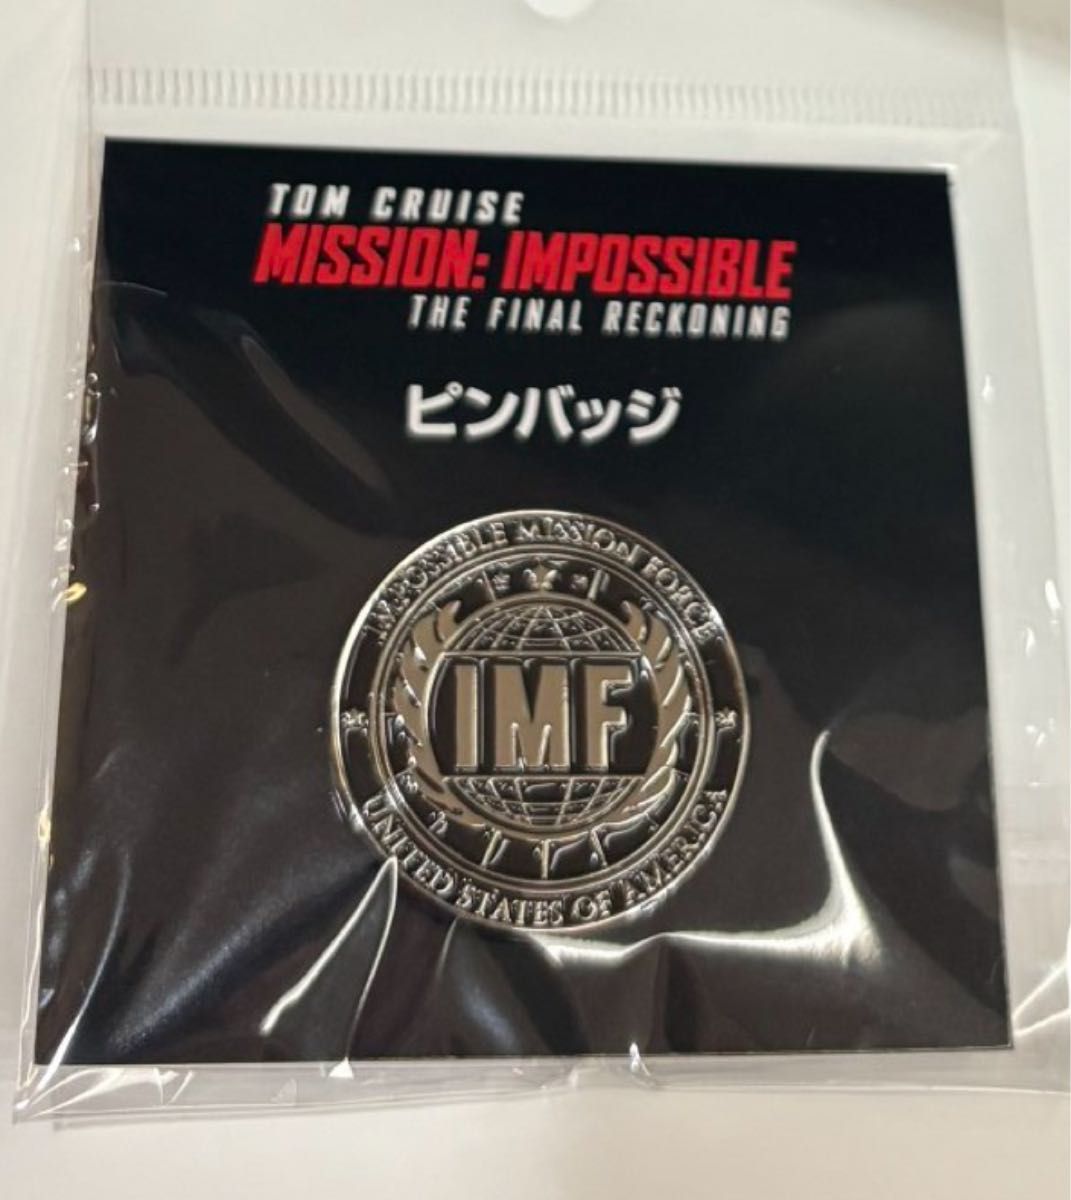 TOM CRUISE
MISSION: IMPOSSIBLE
THE FINAL RECKONING
ピンバッジ
IMPOSSIBLE MISSION FORCE
IMF
UNITED STATES OF AMERICA